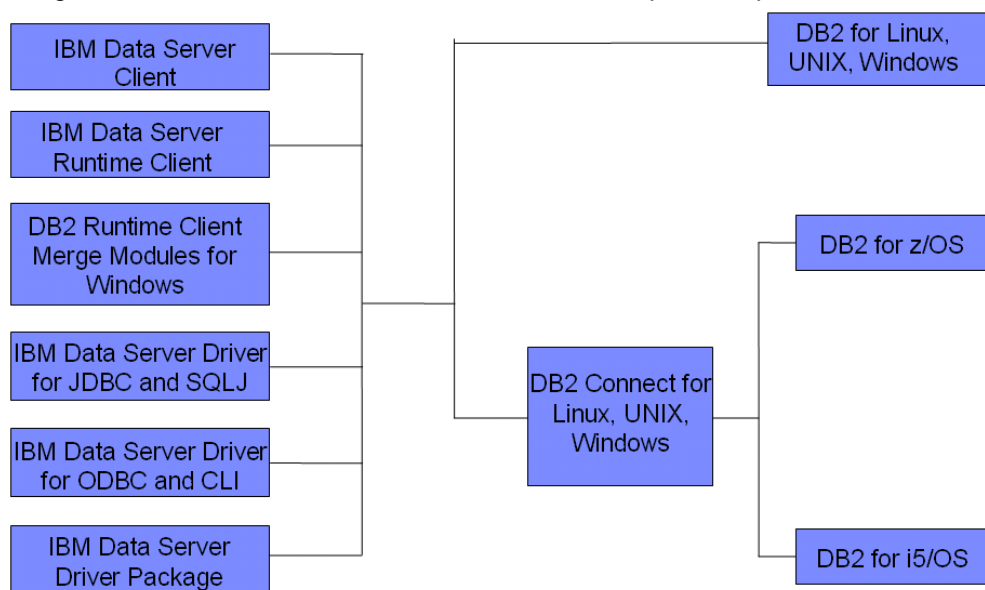 IBM Data Server
Client
IBM Data Server
Runtime Client
DB2 Runtime Client
Merge Modules for
Windows
IBM Data Server Driver
for JDBC and SQLJ
IBM Data Server Driver
for ODBC and CLI
IBM Data Server
Driver Package
DB2 Connect for
Linux, UNIX,
Windows
DB2 for Linux,
UNIX, Windows
DB2 for z/OS
DB2 for i5/OS